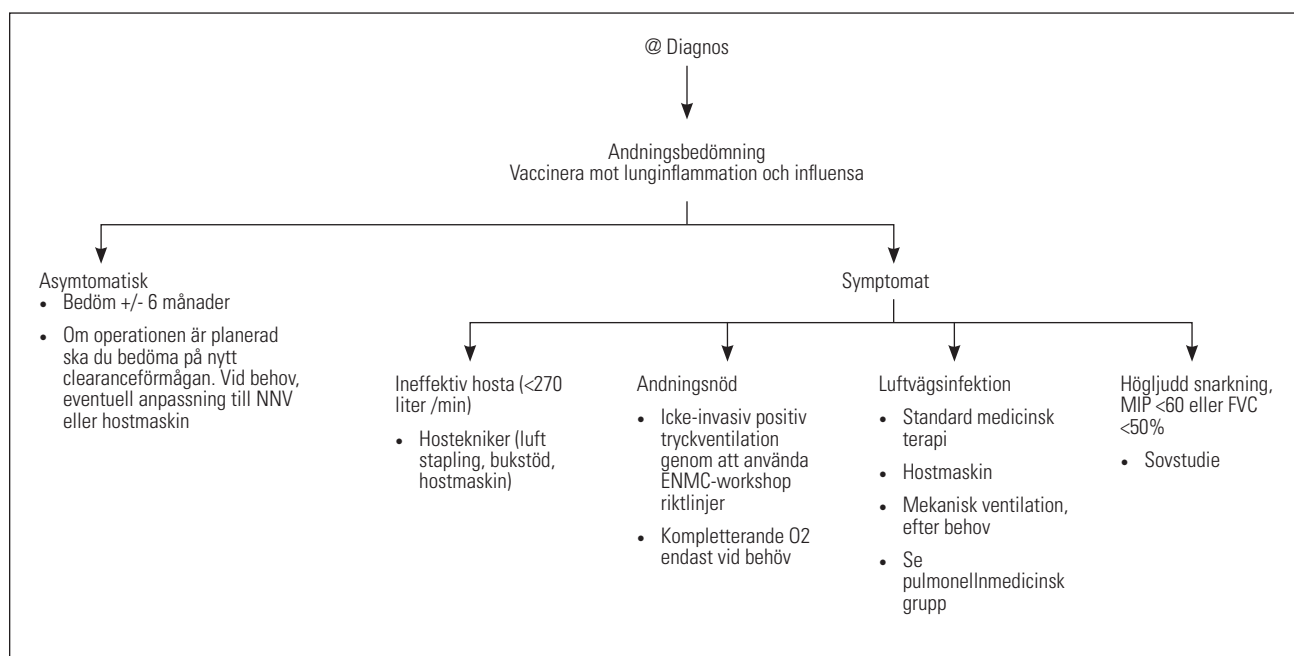 @ Diagnos
Andningsbedömning
Vaccinera mot lunginflammation och influensa
Asymtomatisk
• Bedöm +/- 6 månader
• Om operationen är planerad
ska du bedöma på nytt
clearanceförmågan. Vid behov,
eventuell anpassning till NNV
eller hostmaskin
Symptomat
Ineffektiv hosta (<270
liter /min)
• Hostekniker (luft
stapling, bukstöd,
hostmaskin)
Andningsnöd
• Icke-invasiv positiv
tryckventilation
genom att använda
ENMC-workshop
riktlinjer
• Kompletterande O2
endast vid behöv
Luftvägsinfektion
• Standard medicinsk
terapi
• Hostmaskin
• Mekanisk ventilation,
efter behov
• Se
pulmonellnmedicinsk
grupp
Högljudd snarkning,
MIP <60 eller FVC
<50%
• Sovstudie